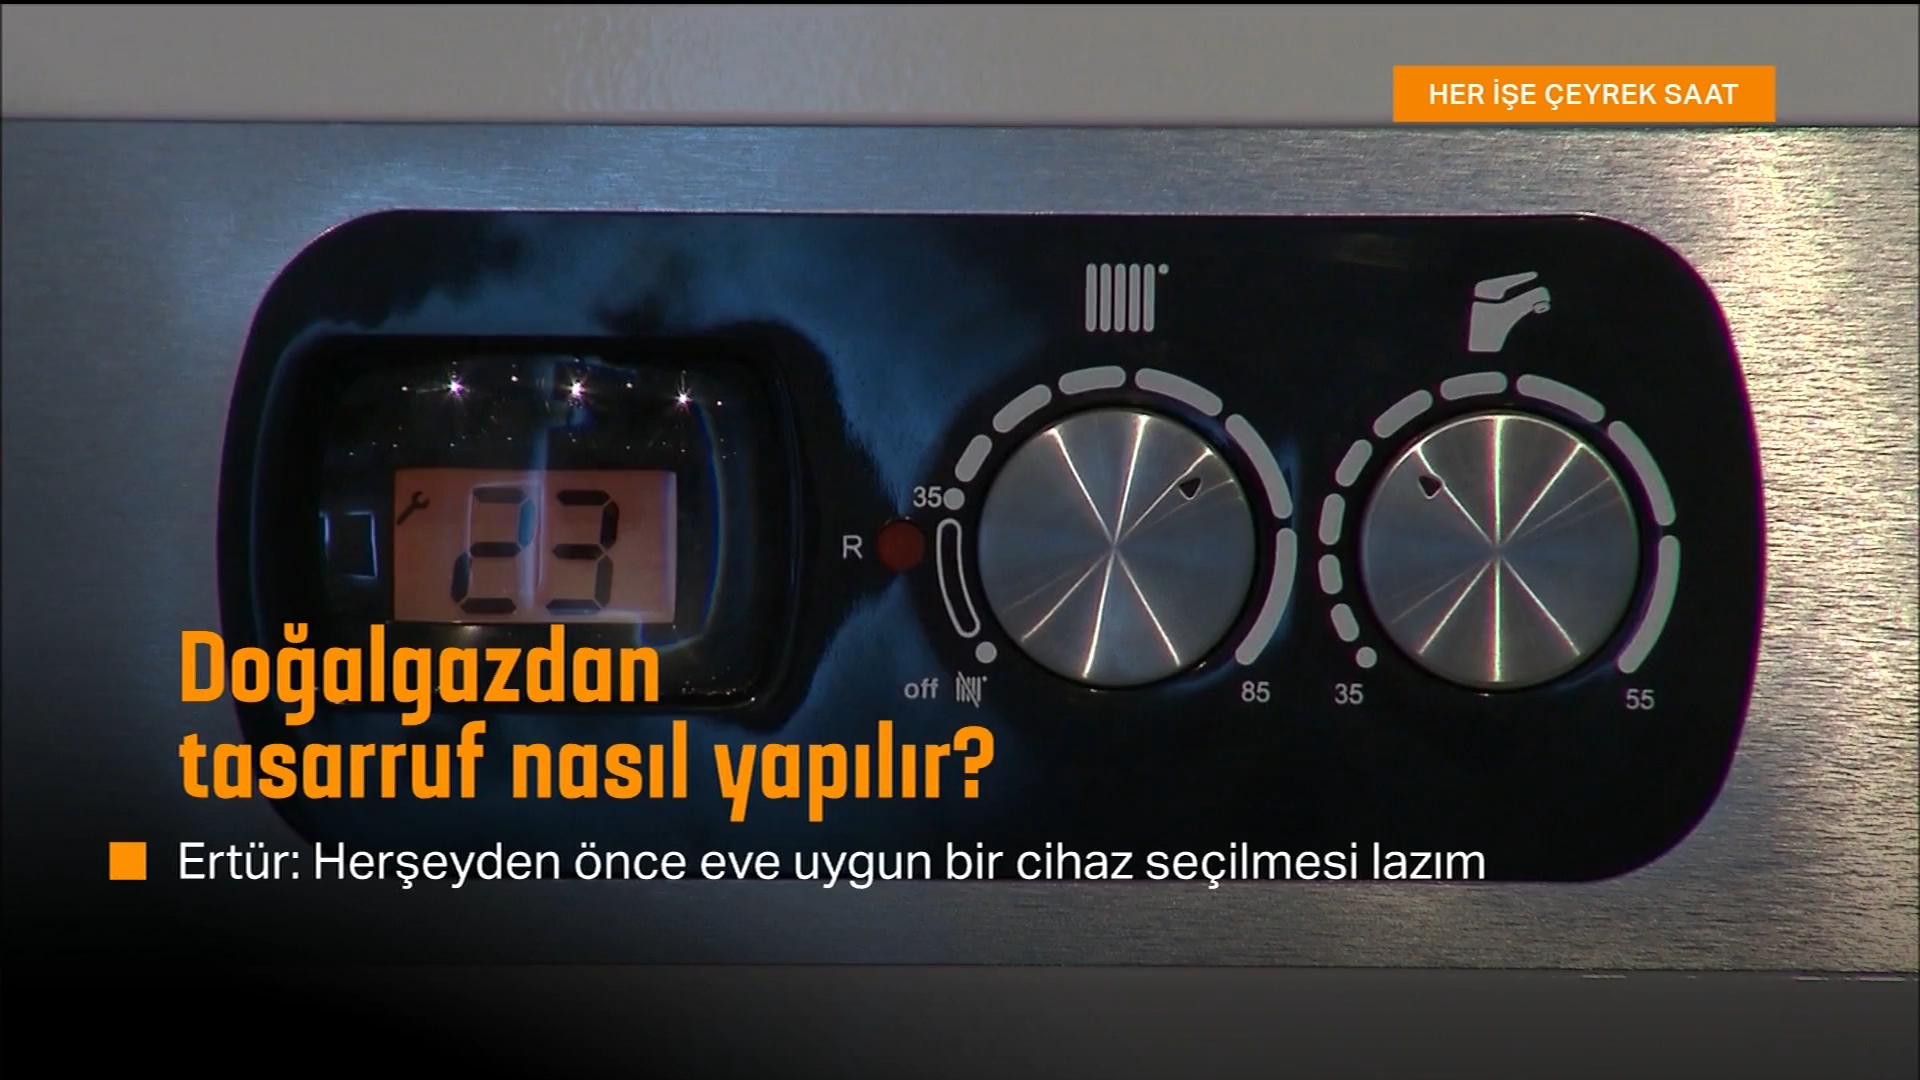 HER İŞE ÇEYREK SAAT
23
R
35
off
85
35
55
Doğalgazdan
tasarruf nasıl yapılır?
Ertür: Herşeyden önce eve uygun bir cihaz seçilmesi lazım